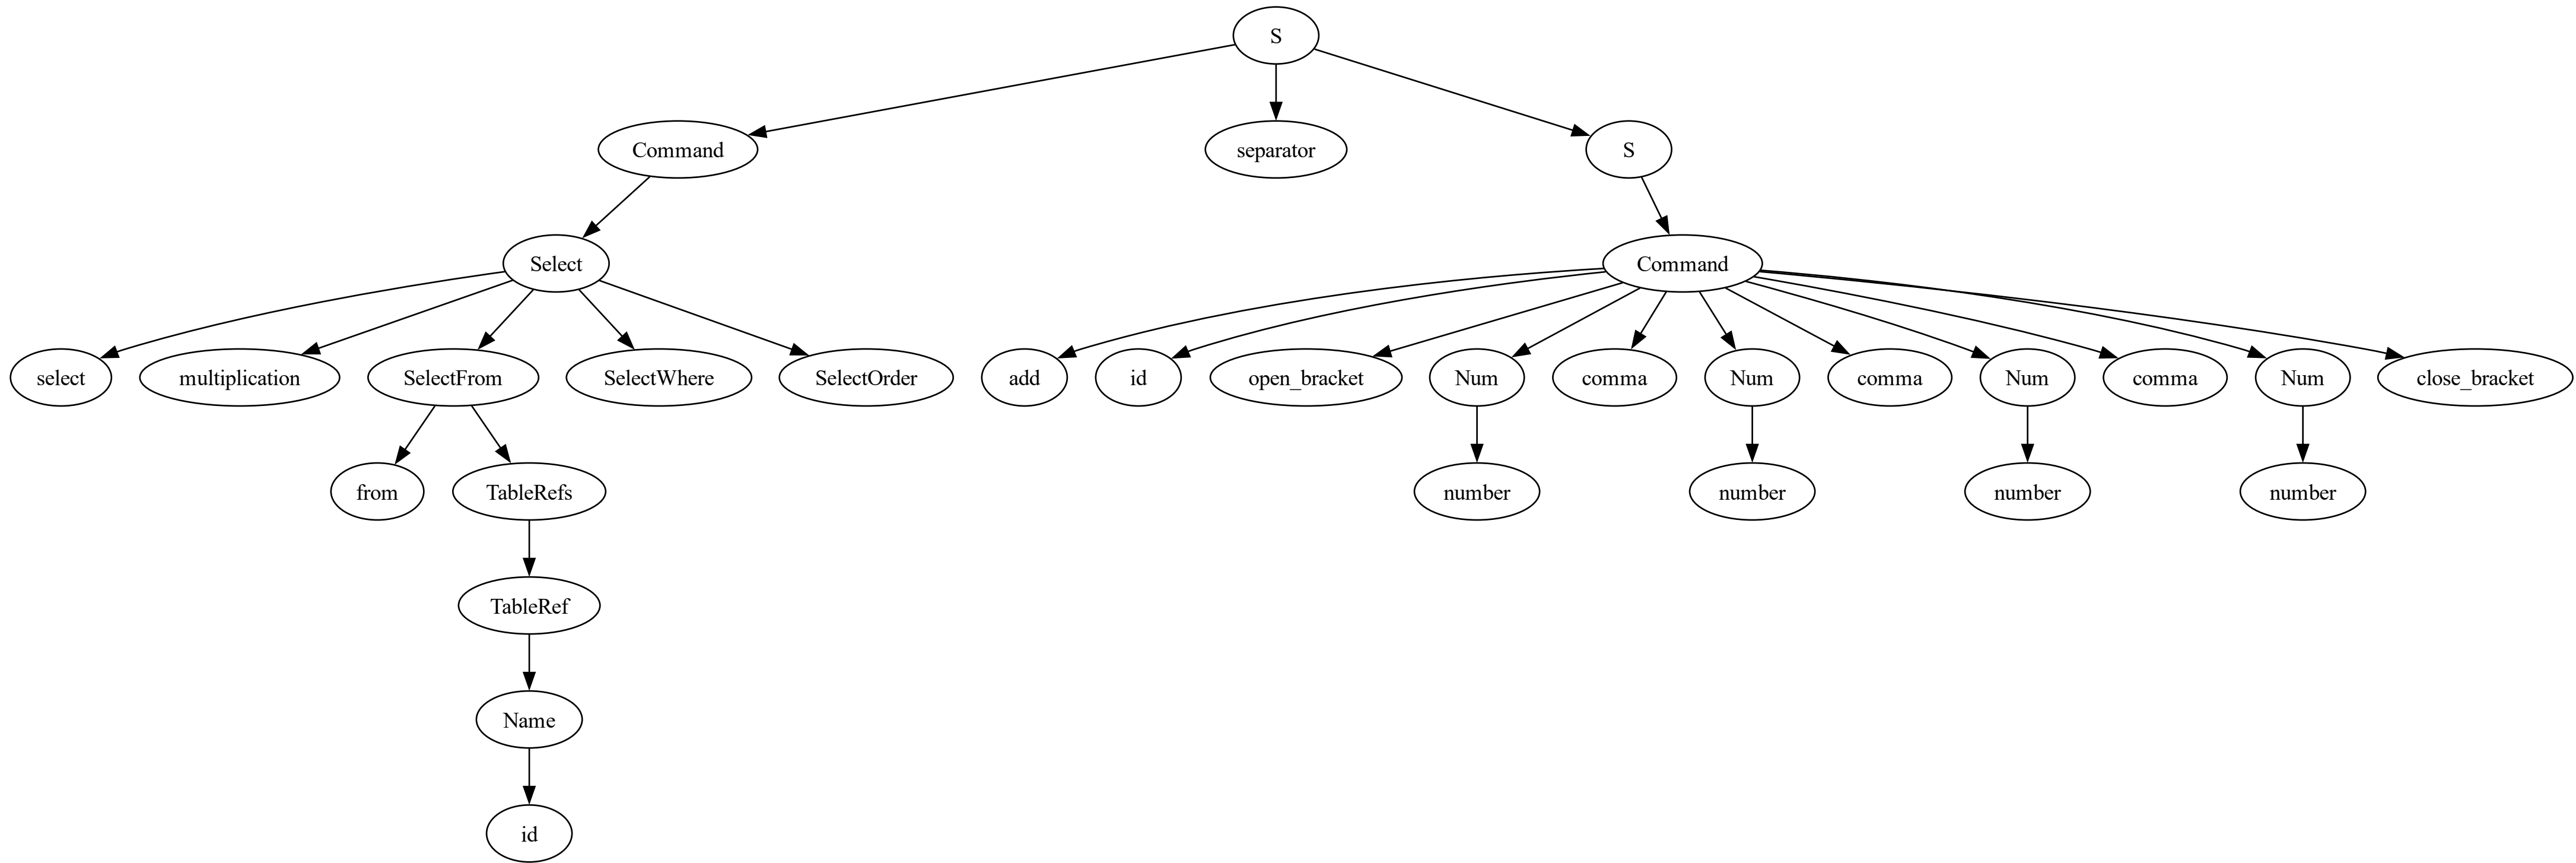 S
Command separator S
Select Command
select multiplication SelectFrom SelectWhere SelectOrder add id open_bracket Num comma Num comma Num comma Num close_bracket
from TableRefs number number number number
TableRef
Name
id